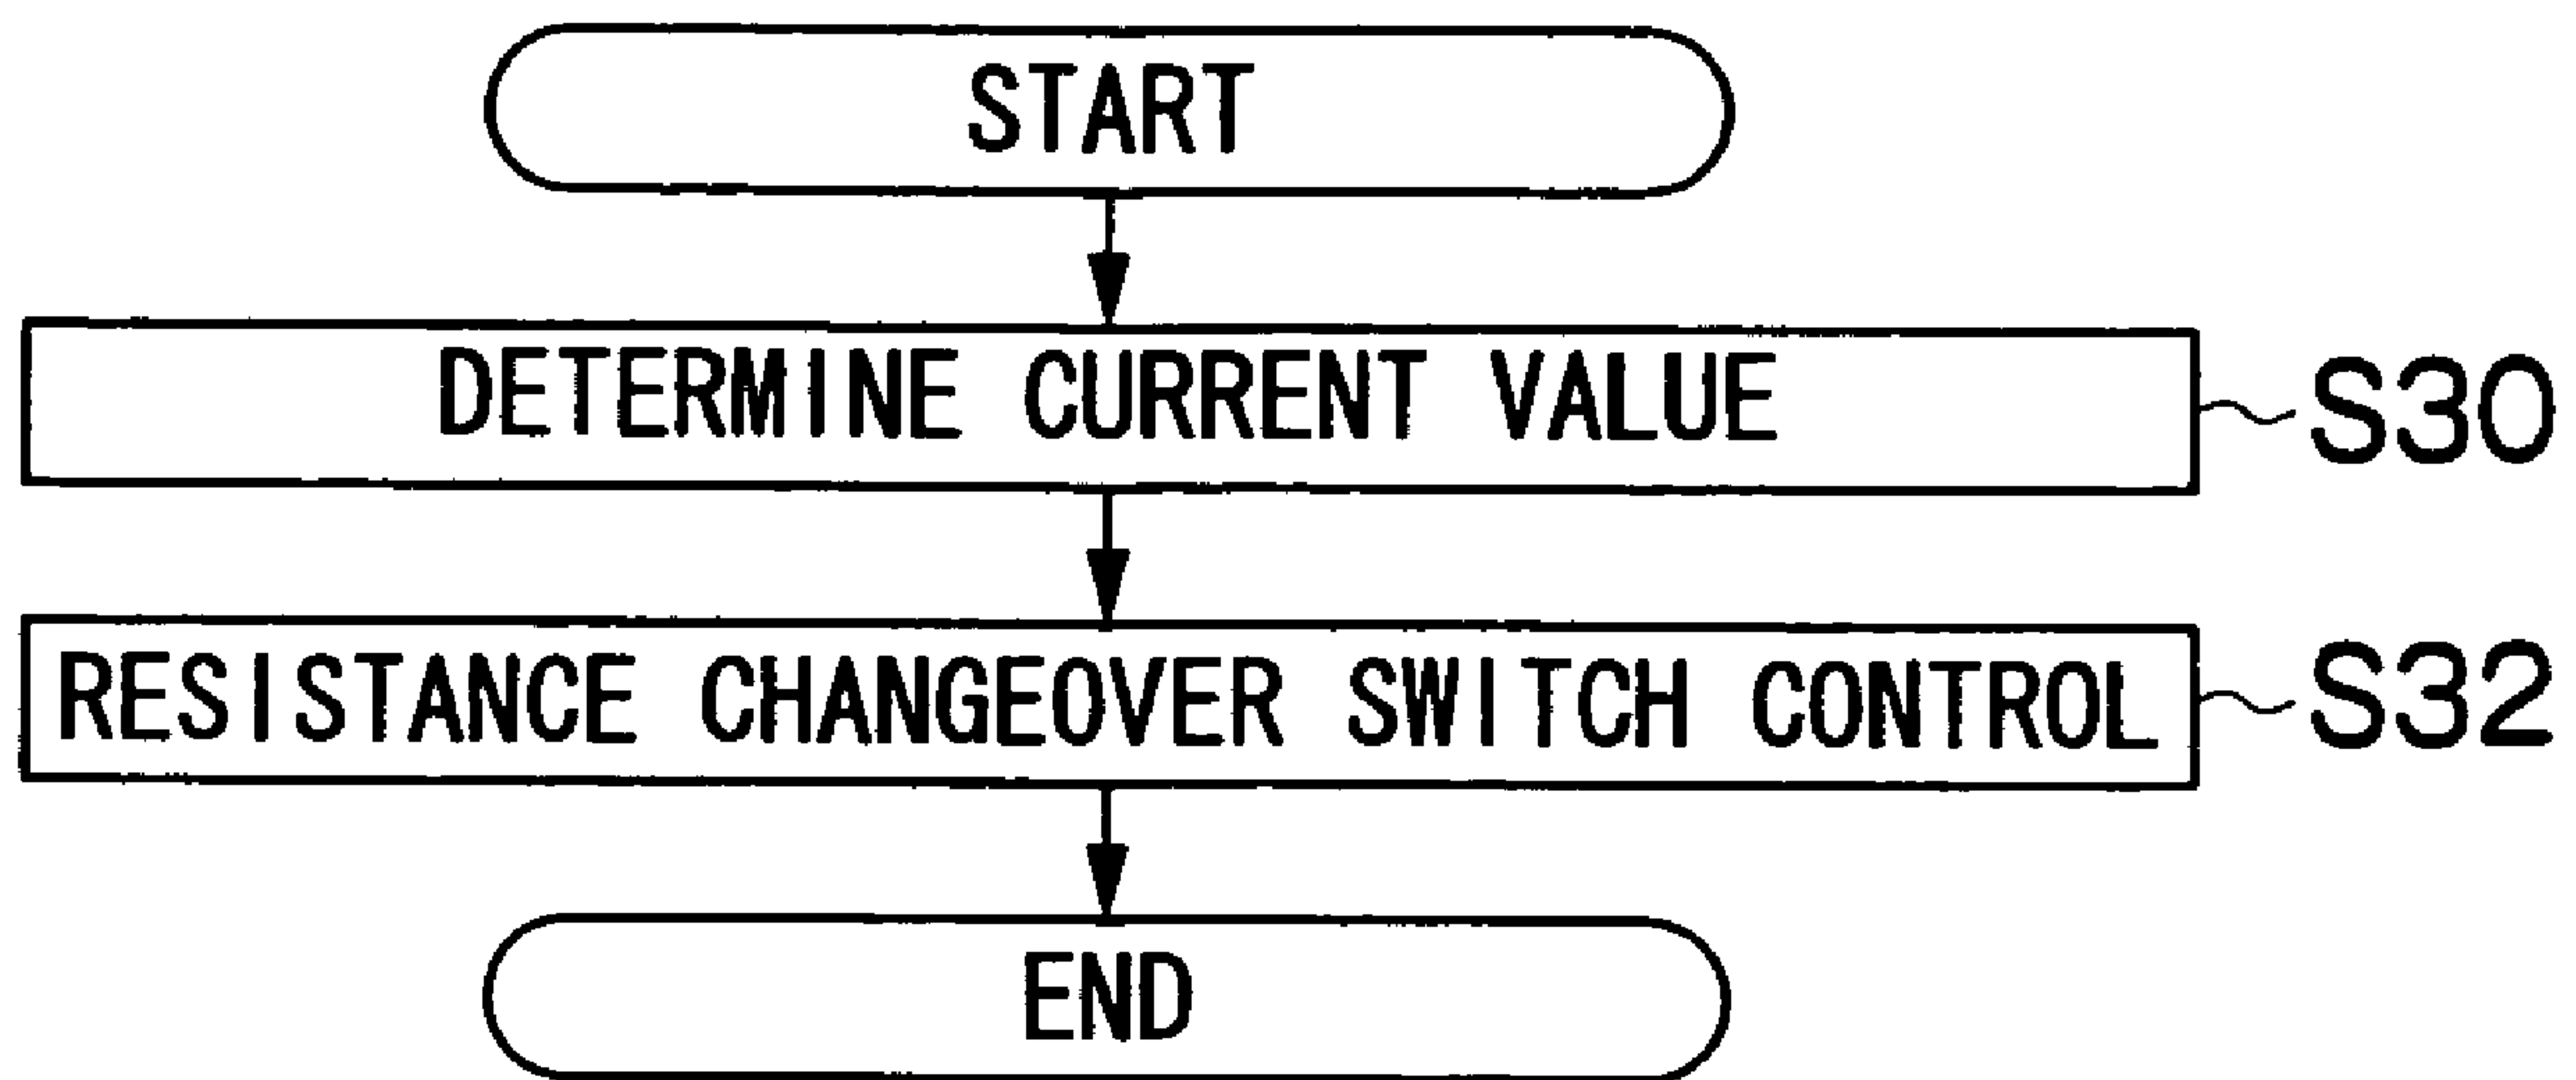 START
DETERMINE CURRENT VALUE
S30
RESISTANCE CHANGEOVER SWITCH CONTROL
S32
END